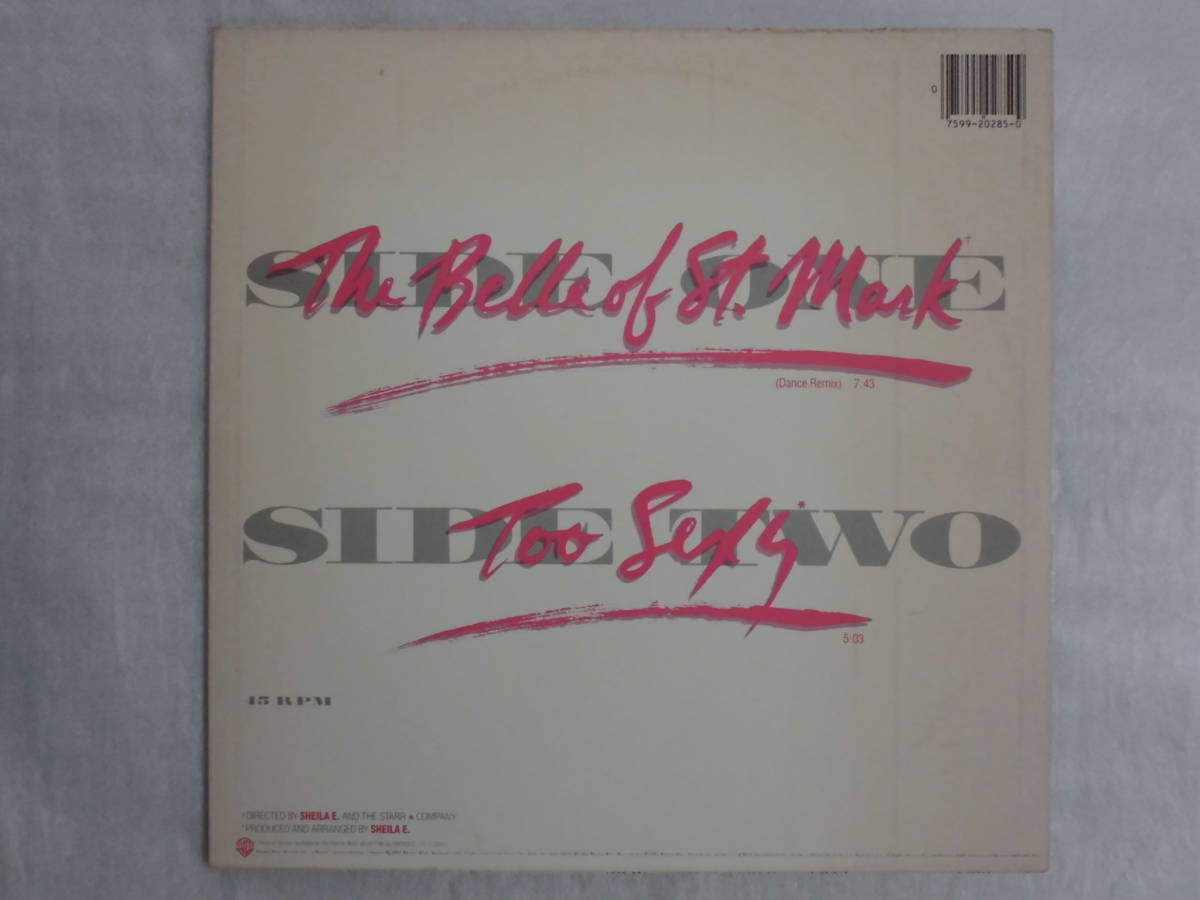 0
7599-20285-0
SIDE ONE
The Belle of St. Mark†
(Dance Remix) 7:43
SIDE TWO
Too Sexy*
5:03
45 RPM
†DIRECTED BY SHEILA E. AND THE STARR ★ COMPANY
*PRODUCED AND ARRANGED BY SHEILA E.